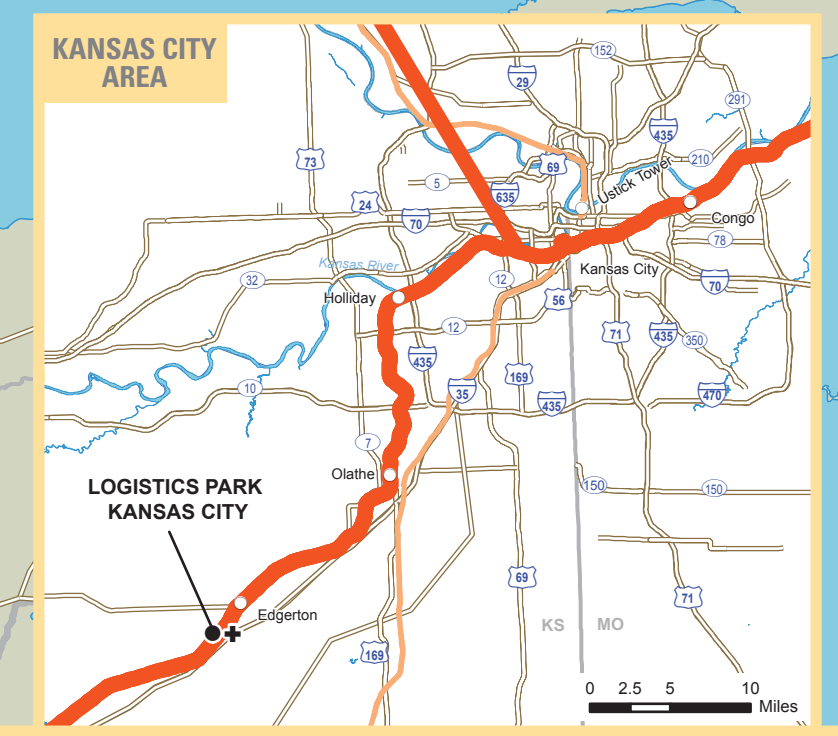 KANSAS CITY
AREA
152
29
291
435
73
69
210
5
Ustick Tower
635
24
70
Congo
78
Kansas River
Kansas City
32
12
70
Holliday
56
12
71
435
350
435
169
10
35
470
435
7
Olathe
150
150
LOGISTICS PARK
KANSAS CITY
69
71
Edgerton
KS
MO
169
0 2.5 5 10
Miles